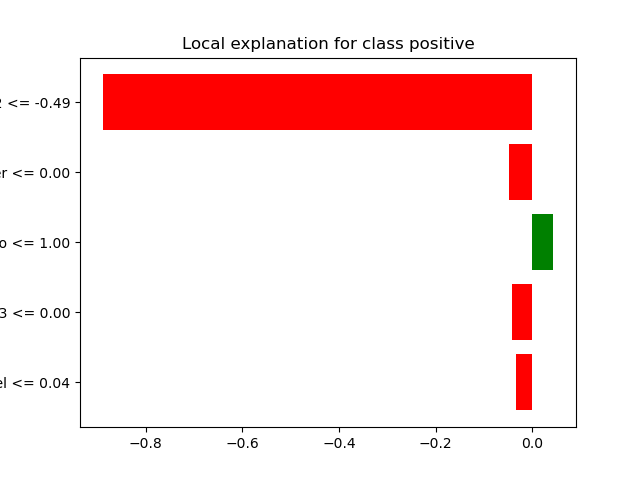 Local explanation for class positive
2 <= -0.49
er <= 0.00
o <= 1.00
3 <= 0.00
el <= 0.04
−0.8 −0.6 −0.4 −0.2 0.0